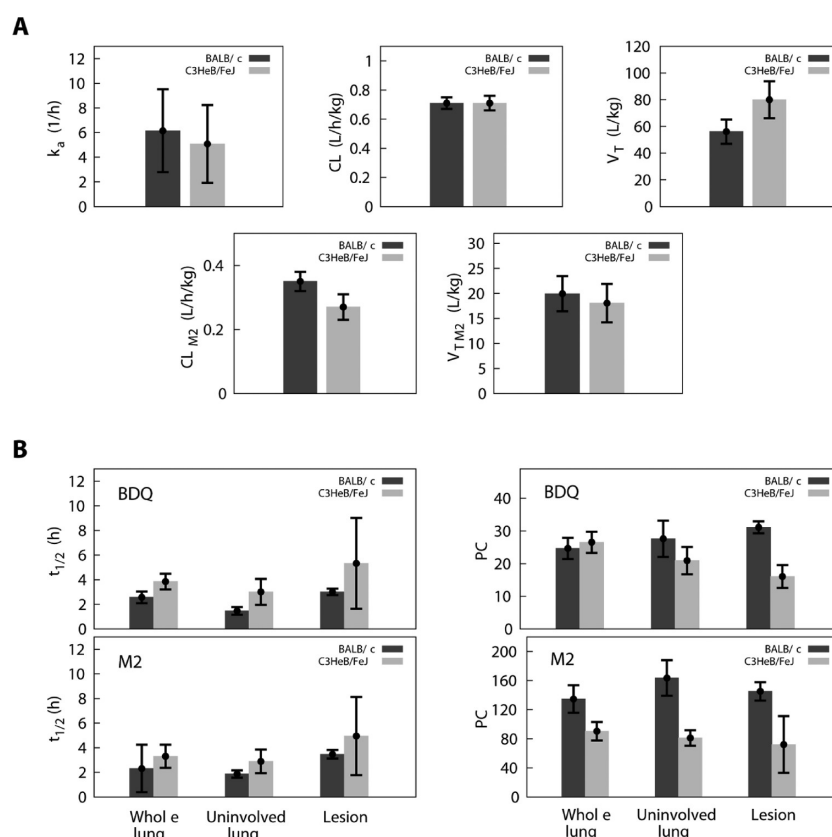 A
12
10
8
6
4
2
0
kₐ (1/h)
BALB/ c
C3HeB/FeJ
1
0.8
0.6
0.4
0.2
0
CL (L/h/kg)
BALB/ c
C3HeB/FeJ
120
100
80
60
40
20
0
V_T (L/kg)
BALB/ c
C3HeB/FeJ
0.4
0.2
0
CL M2 (L/h/kg)
BALB/ c
C3HeB/FeJ
30
25
20
15
10
5
0
V_T M2 (L/kg)
BALB/ c
C3HeB/FeJ
B
12
10
8
6
4
2
0
t1/2 (h)
BDQ
BALB/ c
C3HeB/FeJ
40
30
20
10
0
PC
BDQ
BALB/ c
C3HeB/FeJ
12
10
8
6
4
2
0
t1/2 (h)
M2
BALB/ c
C3HeB/FeJ
Whol e
lung
Uninvolved
lung
Lesion
200
160
120
80
40
0
PC
M2
BALB/ c
C3HeB/FeJ
Whol e
lung
Uninvolved
lung
Lesion